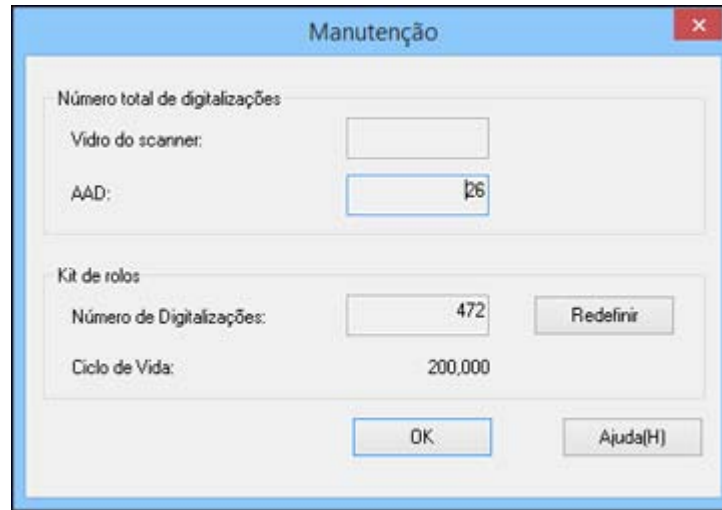 Manutenção
Número total de digitalizações
Vidro do scanner:
AAD: 26
Kit de rolos
Número de Digitalizações: 472 Redefinir
Ciclo de Vida: 200,000
OK Ajuda(H)